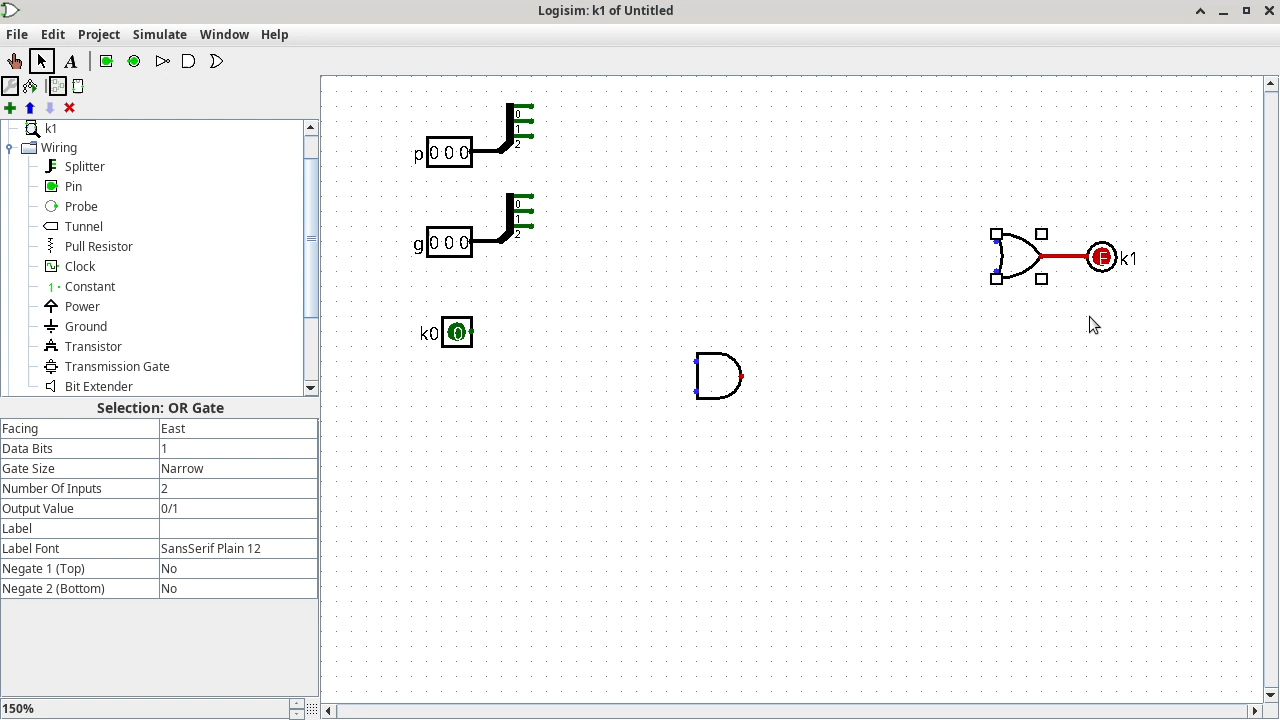 Logisim: k1 of Untitled
File Edit Project Simulate Window Help
A
k1
Wiring
Splitter
Pin
Probe
Tunnel
Pull Resistor
Clock
1 Constant
Power
Ground
Transistor
Transmission Gate
Bit Extender
Selection: OR Gate
Facing East
Data Bits 1
Gate Size Narrow
Number Of Inputs 2
Output Value 0/1
Label
Label Font SansSerif Plain 12
Negate 1 (Top) No
Negate 2 (Bottom) No
150%
0
1
2
p 0 0 0
0
1
2
g 0 0 0
k0 0
E k1